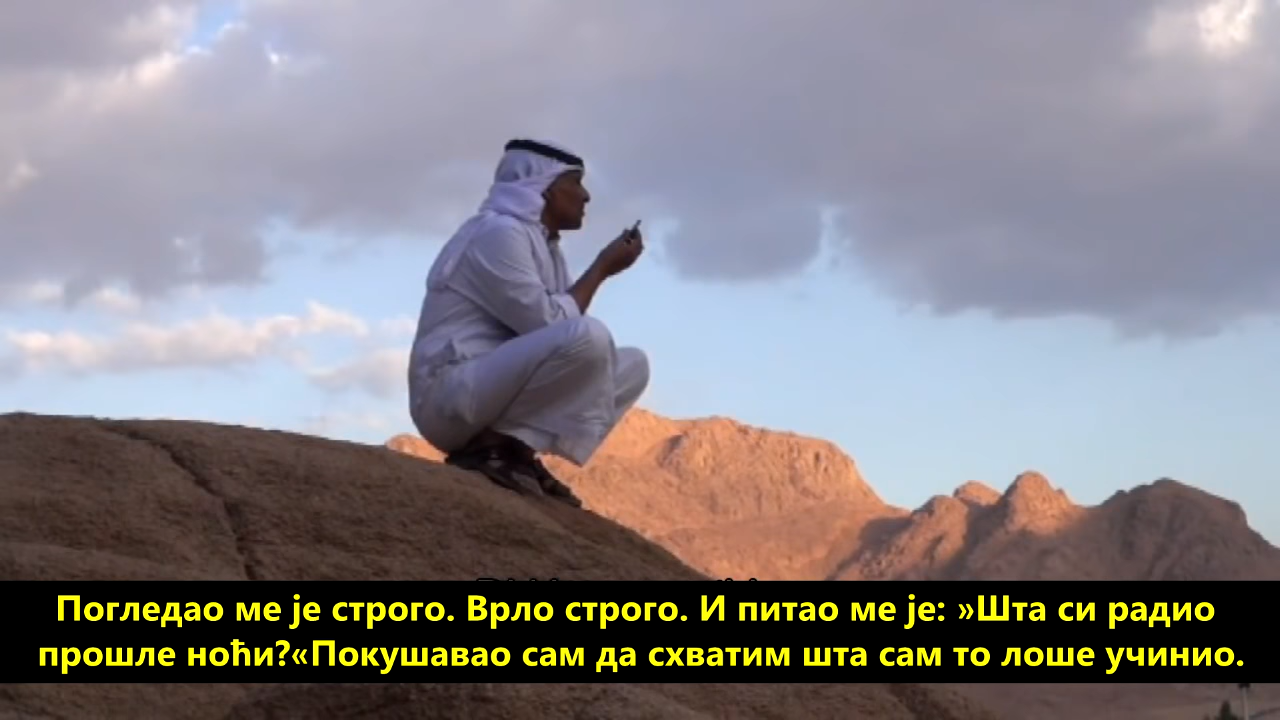 Погледао ме је строго. Врло строго. И питао ме је: »Шта си радио
прошле ноћи?«Покушавао сам да схватим шта сам то лоше учинио.